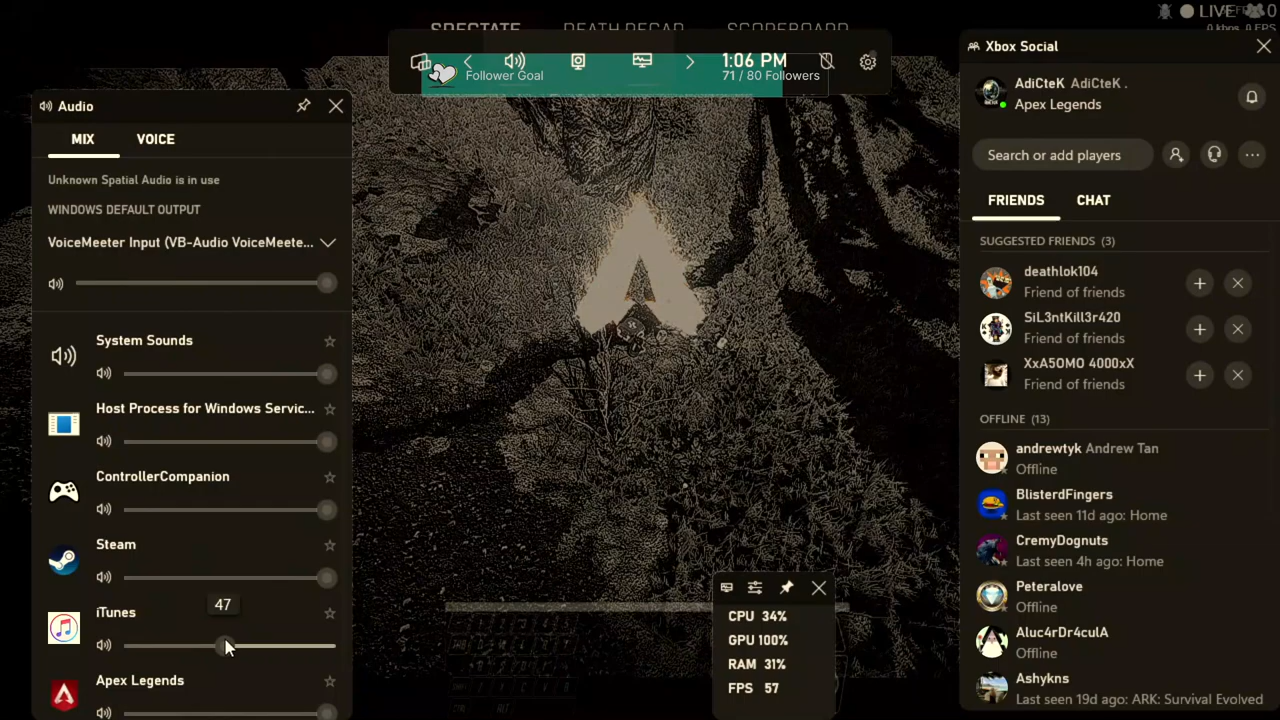 SPECTATE
DEATH RECAP
SCOREBOARD
LIVE
0
0 kbps 0 FPS
1:06 PM
Follower Goal
71 / 80 Followers
Audio
MIX
VOICE
Unknown Spatial Audio is in use
WINDOWS DEFAULT OUTPUT
VoiceMeeter Input (VB-Audio VoiceMeete...
System Sounds
Host Process for Windows Servic...
ControllerCompanion
Steam
iTunes
47
Apex Legends
CPU 34%
GPU 100%
RAM 31%
FPS 57
Xbox Social
AdiCteK AdiCteK .
Apex Legends
Search or add players
FRIENDS
CHAT
SUGGESTED FRIENDS (3)
deathlok104
Friend of friends
SiL3ntKill3r420
Friend of friends
XxA5OMO 4000xX
Friend of friends
OFFLINE (13)
andrewtyk Andrew Tan
Offline
BlisterdFingers
Last seen 11d ago: Home
CremyDognuts
Last seen 4h ago: Home
Peteralove
Offline
Aluc4rDr4culA
Offline
Ashykns
Last seen 19d ago: ARK: Survival Evolved